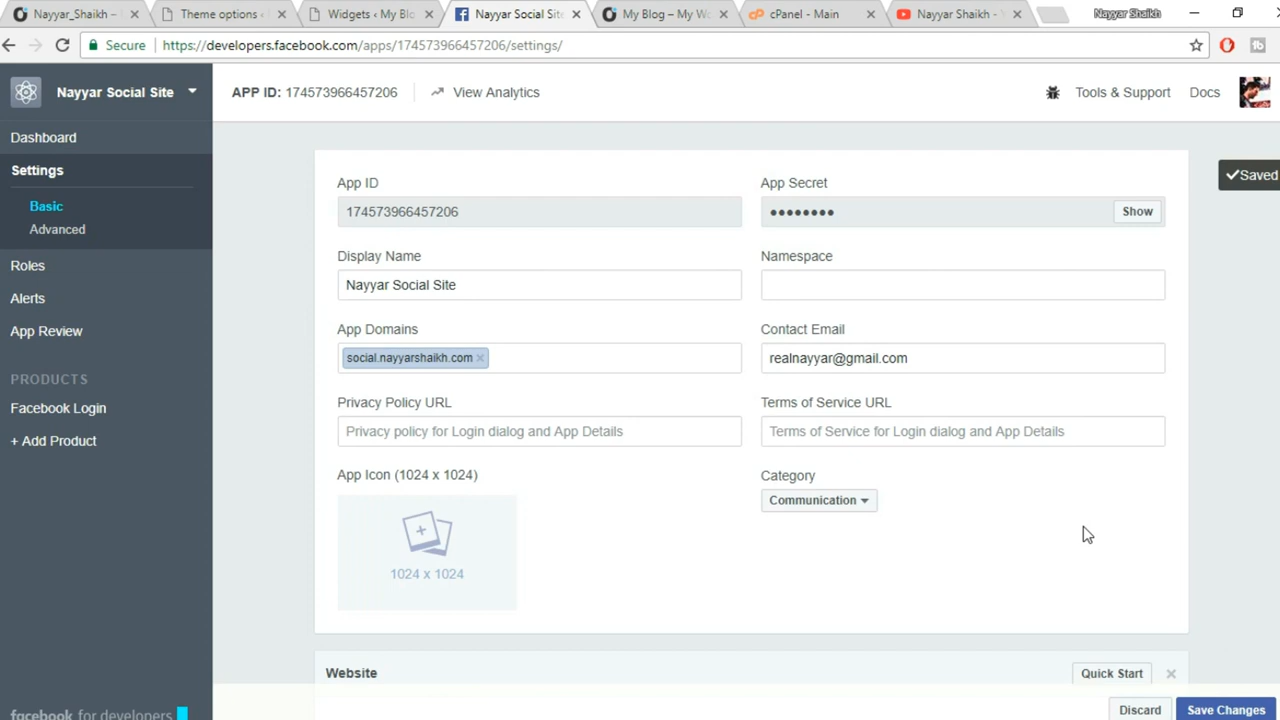 Nayyar_Shaikh –
Theme options ‹
Widgets ‹ My Blo
Nayyar Social Site
My Blog – My Wo
cPanel - Main
Nayyar Shaikh -
Nayyar Shaikh
Secure
https://developers.facebook.com/apps/174573966457206/settings/
Nayyar Social Site
APP ID: 174573966457206
View Analytics
Tools & Support
Docs
Dashboard
Settings
Basic
Advanced
Roles
Alerts
App Review
PRODUCTS
Facebook Login
+ Add Product
facebook for developers
Saved
App ID
174573966457206
App Secret
●●●●●●●●
Show
Display Name
Nayyar Social Site
Namespace
App Domains
social.nayyarshaikh.com
Contact Email
realnayyar@gmail.com
Privacy Policy URL
Privacy policy for Login dialog and App Details
Terms of Service URL
Terms of Service for Login dialog and App Details
App Icon (1024 x 1024)
1024 x 1024
Category
Communication
Website
Quick Start
Discard
Save Changes